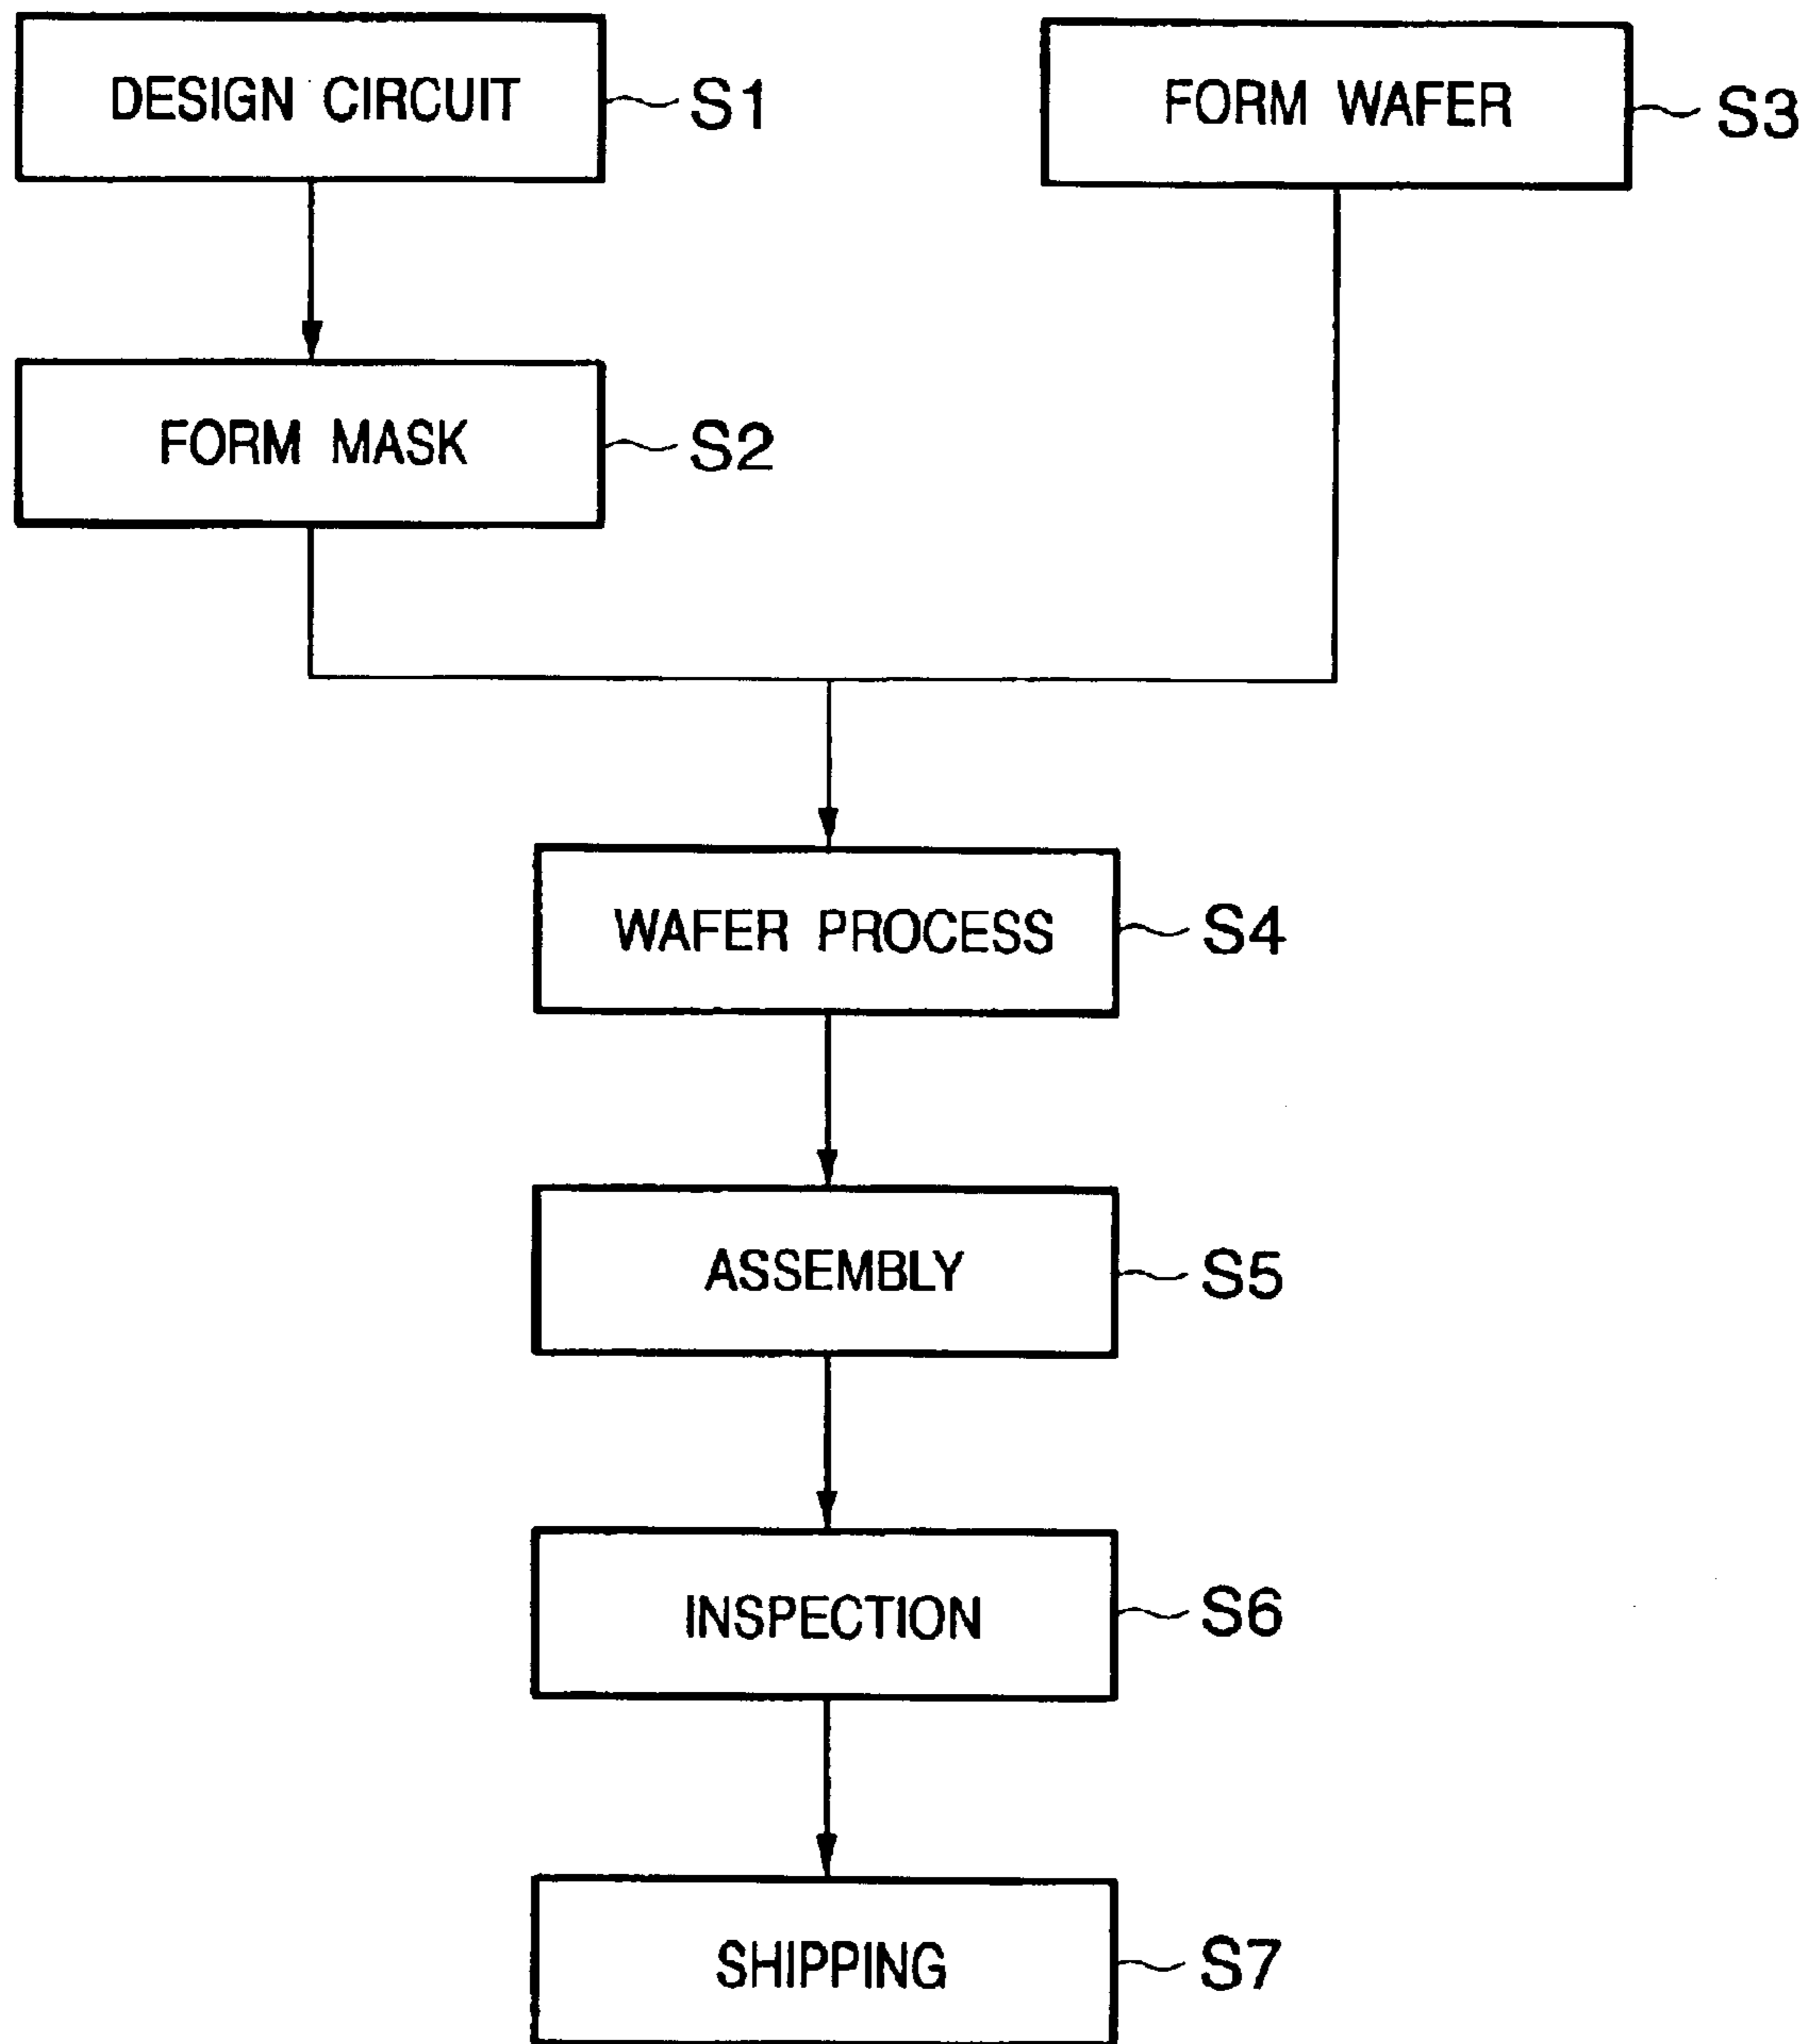 DESIGN CIRCUIT S1
FORM WAFER S3
FORM MASK S2
WAFER PROCESS S4
ASSEMBLY S5
INSPECTION S6
SHIPPING S7